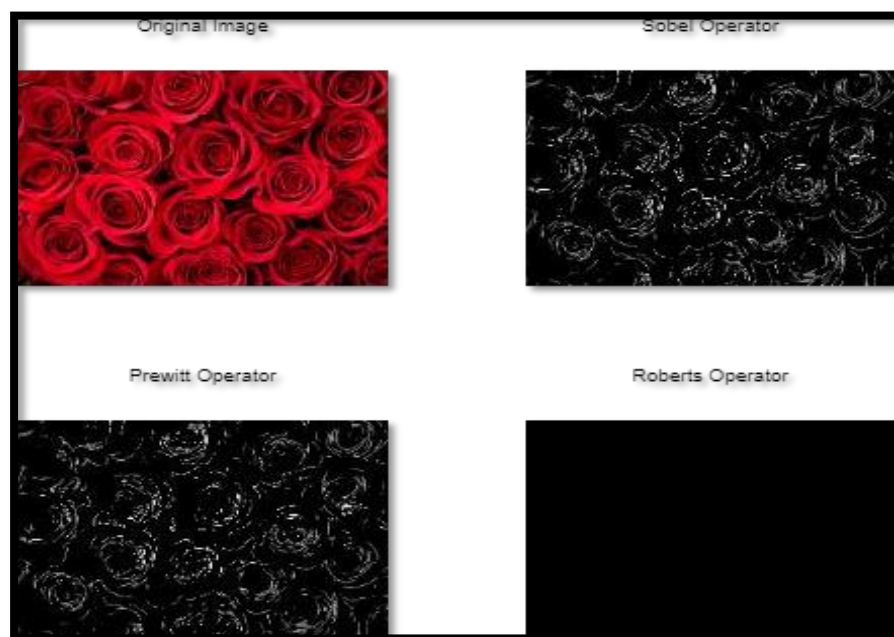 Original Image
Sobel Operator
Prewitt Operator
Roberts Operator